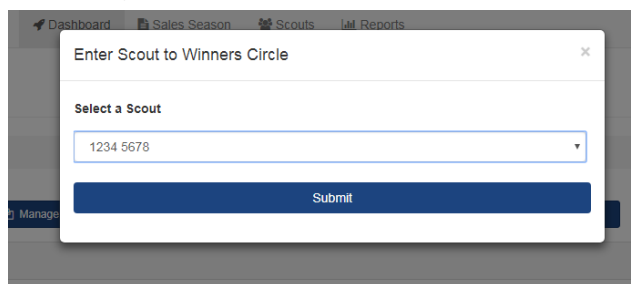 Dashboard Sales Season Scouts Reports
Enter Scout to Winners Circle ×
Select a Scout
1234 5678
Submit
Manage